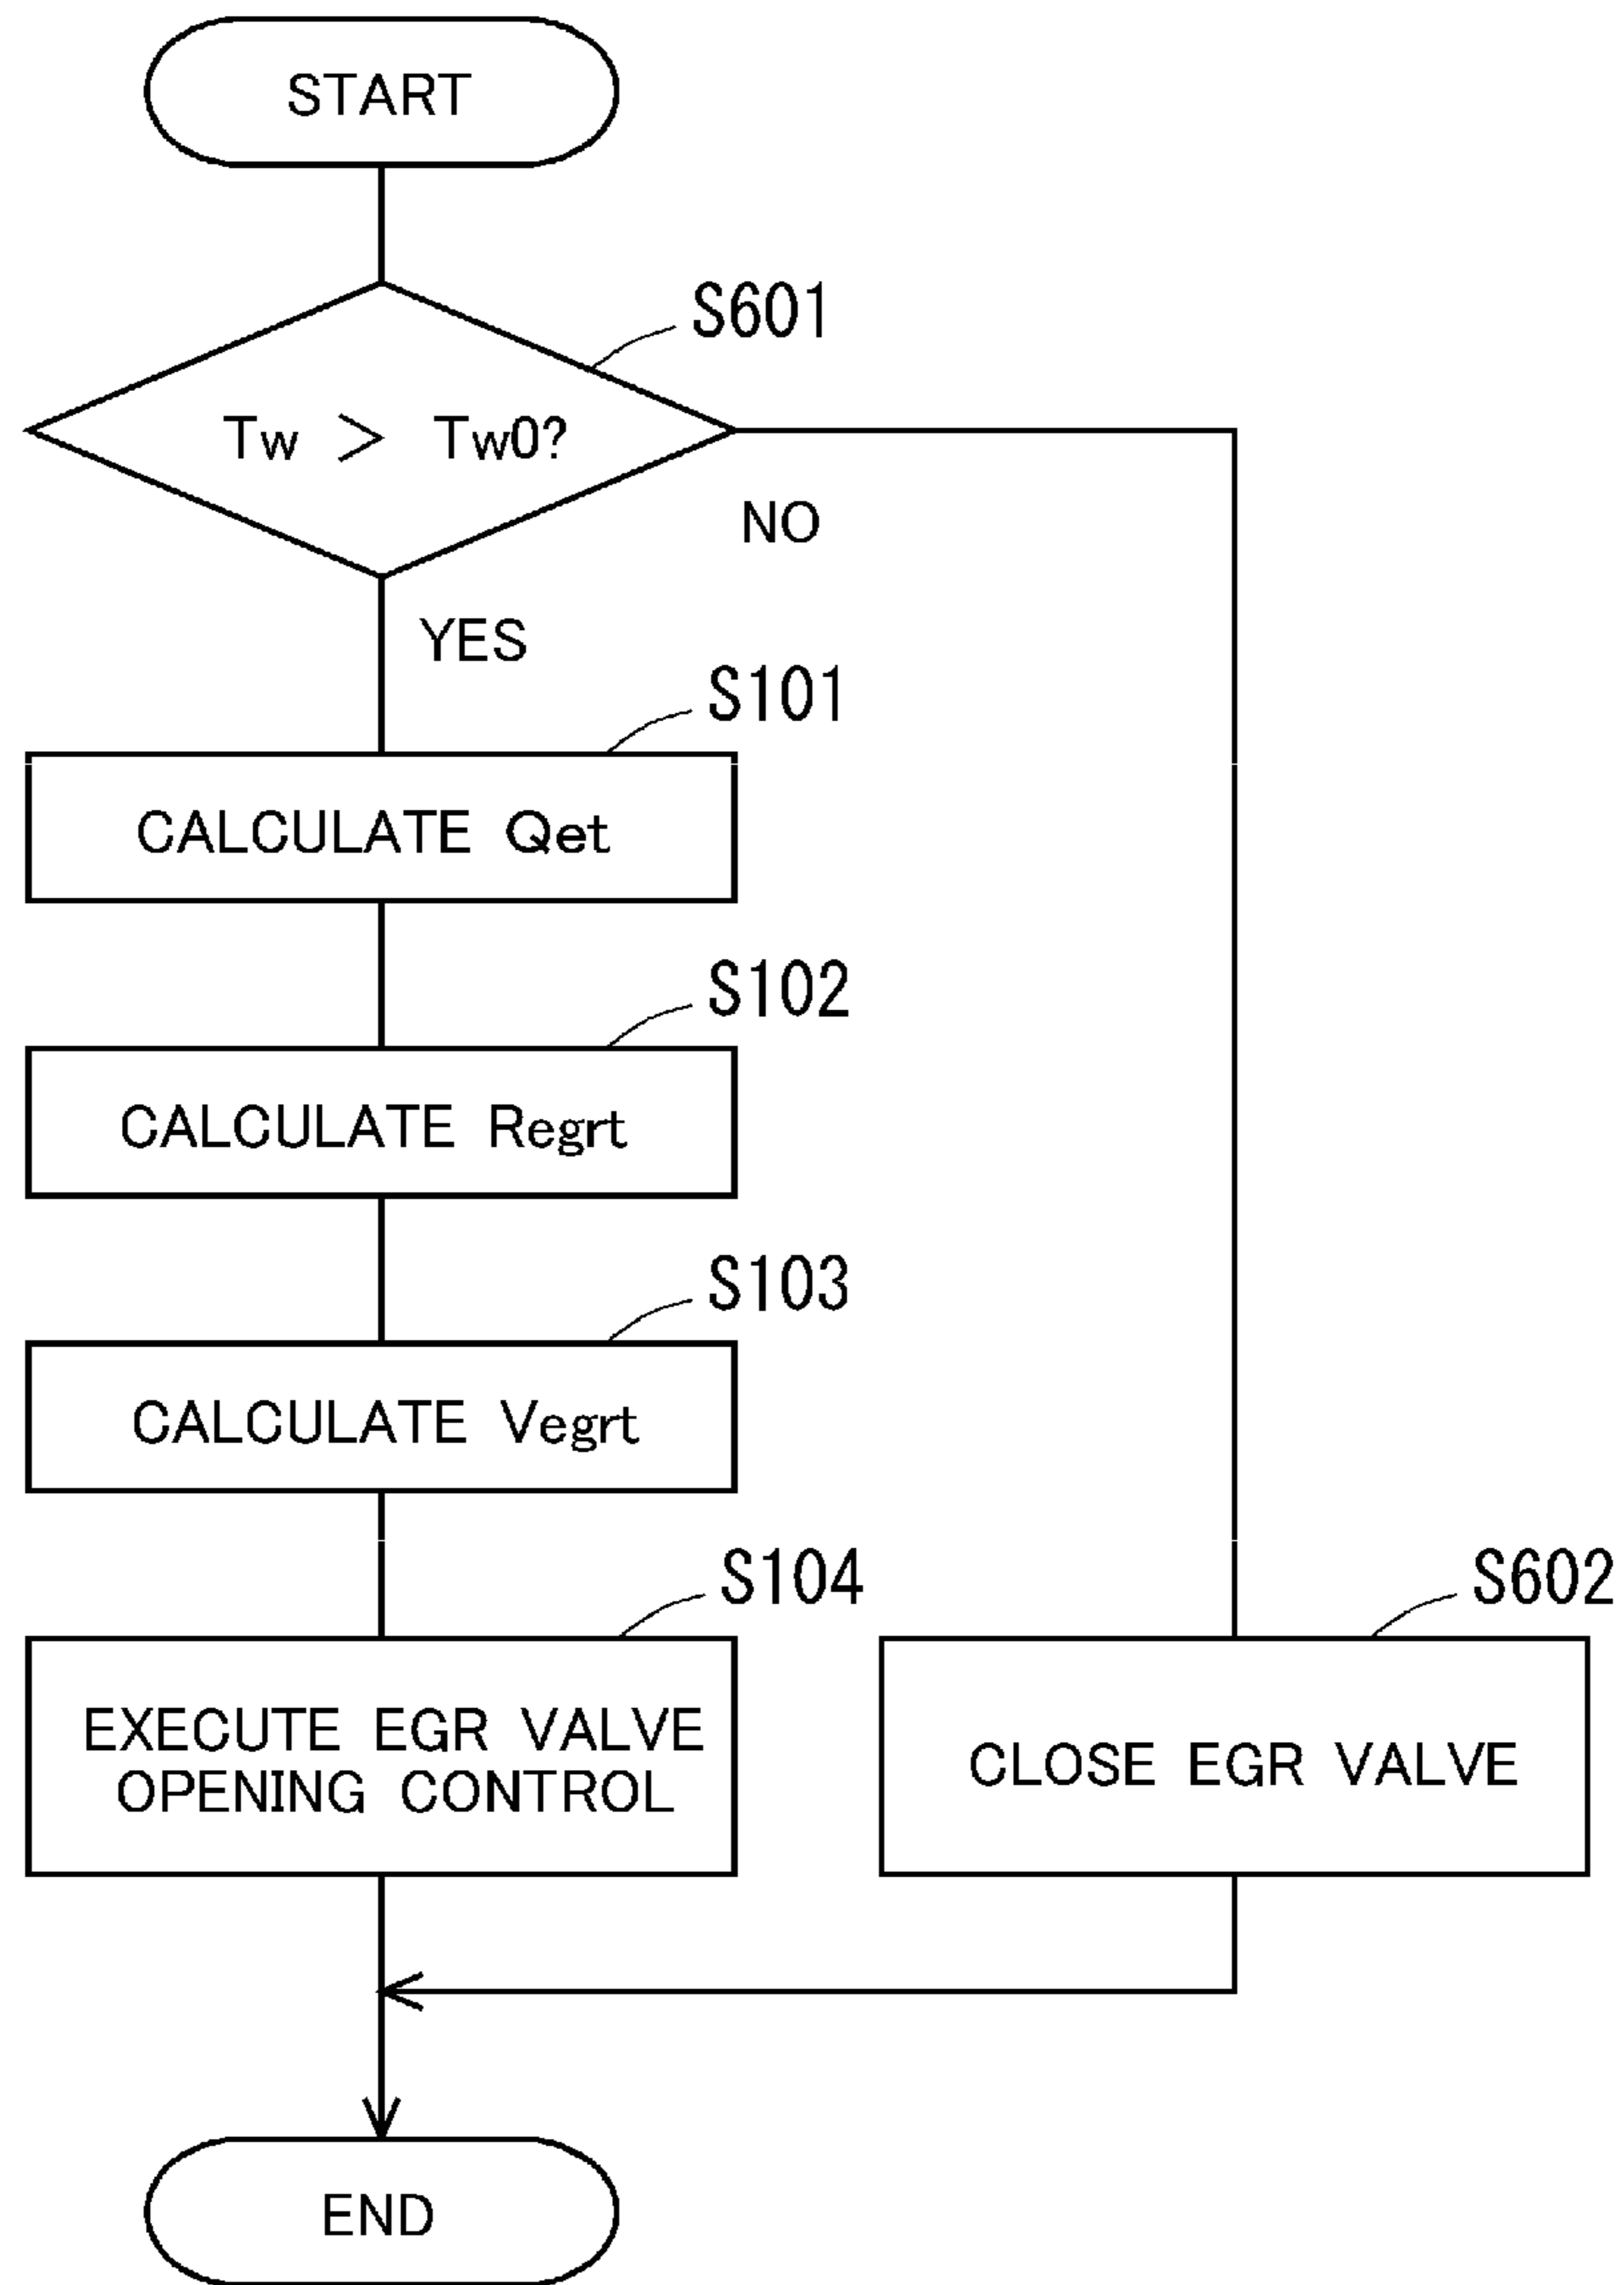 START
S601
Tw > Tw0?
NO
YES
S101
CALCULATE Qet
S102
CALCULATE Regrt
S103
CALCULATE Vegrt
S104
EXECUTE EGR VALVE
OPENING CONTROL
S602
CLOSE EGR VALVE
END